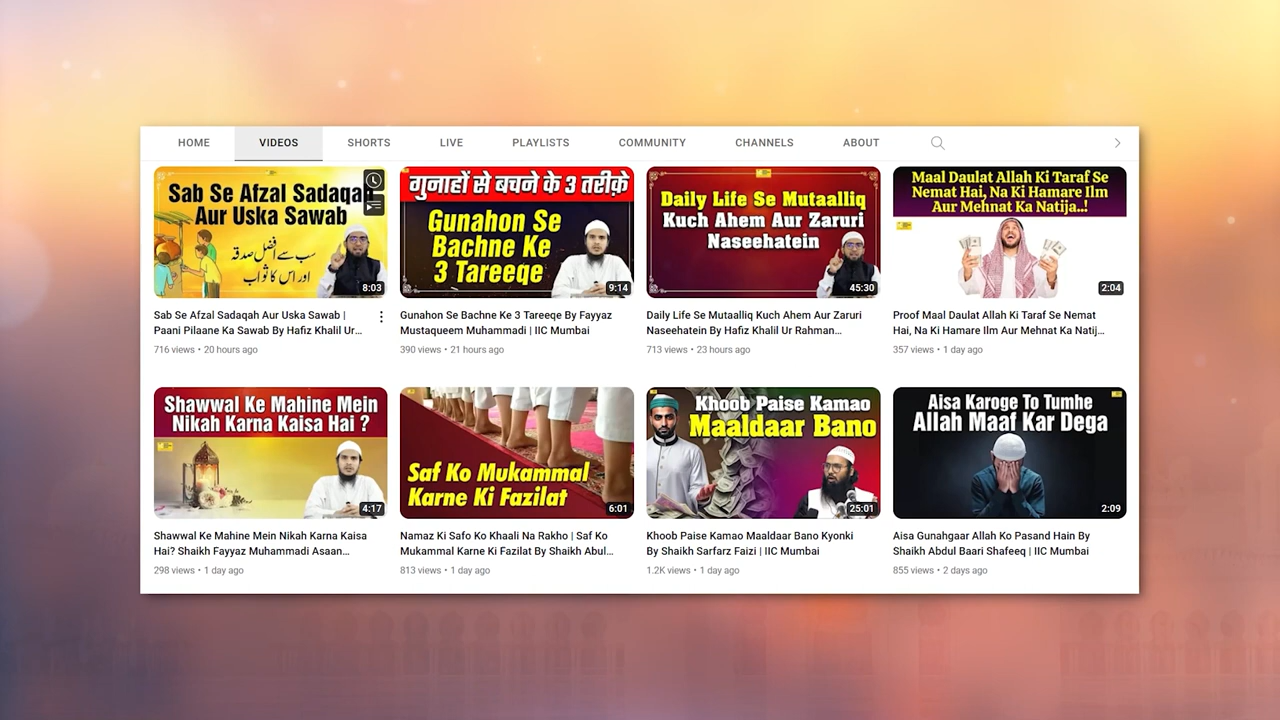 HOME VIDEOS SHORTS LIVE PLAYLISTS COMMUNITY CHANNELS ABOUT
Sab Se Afzal Sadaqah
Aur Uska Sawab
سب سے افضل صدقہ
اور اس کا ثواب
8:03
गुनाहों से बचने के 3 तरीक़े
Gunahon Se
Bachne Ke
3 Tareeqe
9:14
Daily Life Se Mutaalliq
Kuch Ahem Aur Zaruri
Naseehatein
45:30
Maal Daulat Allah Ki Taraf Se
Nemat Hai, Na Ki Hamare Ilm
Aur Mehnat Ka Natija..!
2:04
Sab Se Afzal Sadaqah Aur Uska Sawab |
Paani Pilaane Ka Sawab By Hafiz Khalil Ur...
716 views • 20 hours ago
Gunahon Se Bachne Ke 3 Tareeqe By Fayyaz
Mustaqueem Muhammadi | IIC Mumbai
390 views • 21 hours ago
Daily Life Se Mutaalliq Kuch Ahem Aur Zaruri
Naseehatein By Hafiz Khalil Ur Rahman...
713 views • 23 hours ago
Proof Maal Daulat Allah Ki Taraf Se Nemat
Hai, Na Ki Hamare Ilm Aur Mehnat Ka Natij...
357 views • 1 day ago
Shawwal Ke Mahine Mein
Nikah Karna Kaisa Hai ?
4:17
Saf Ko Mukammal
Karne Ki Fazilat
6:01
Khoob Paise Kamao
Maaldaar Bano
25:01
Aisa Karoge To Tumhe
Allah Maaf Kar Dega
2:09
Shawwal Ke Mahine Mein Nikah Karna Kaisa
Hai? Shaikh Fayyaz Muhammadi Asaan...
298 views • 1 day ago
Namaz Ki Safo Ko Khaali Na Rakho | Saf Ko
Mukammal Karne Ki Fazilat By Shaikh Abul...
813 views • 1 day ago
Khoob Paise Kamao Maaldaar Bano Kyonki
By Shaikh Sarfarz Faizi | IIC Mumbai
1.2K views • 1 day ago
Aisa Gunahgaar Allah Ko Pasand Hain By
Shaikh Abdul Baari Shafeeq | IIC Mumbai
855 views • 2 days ago